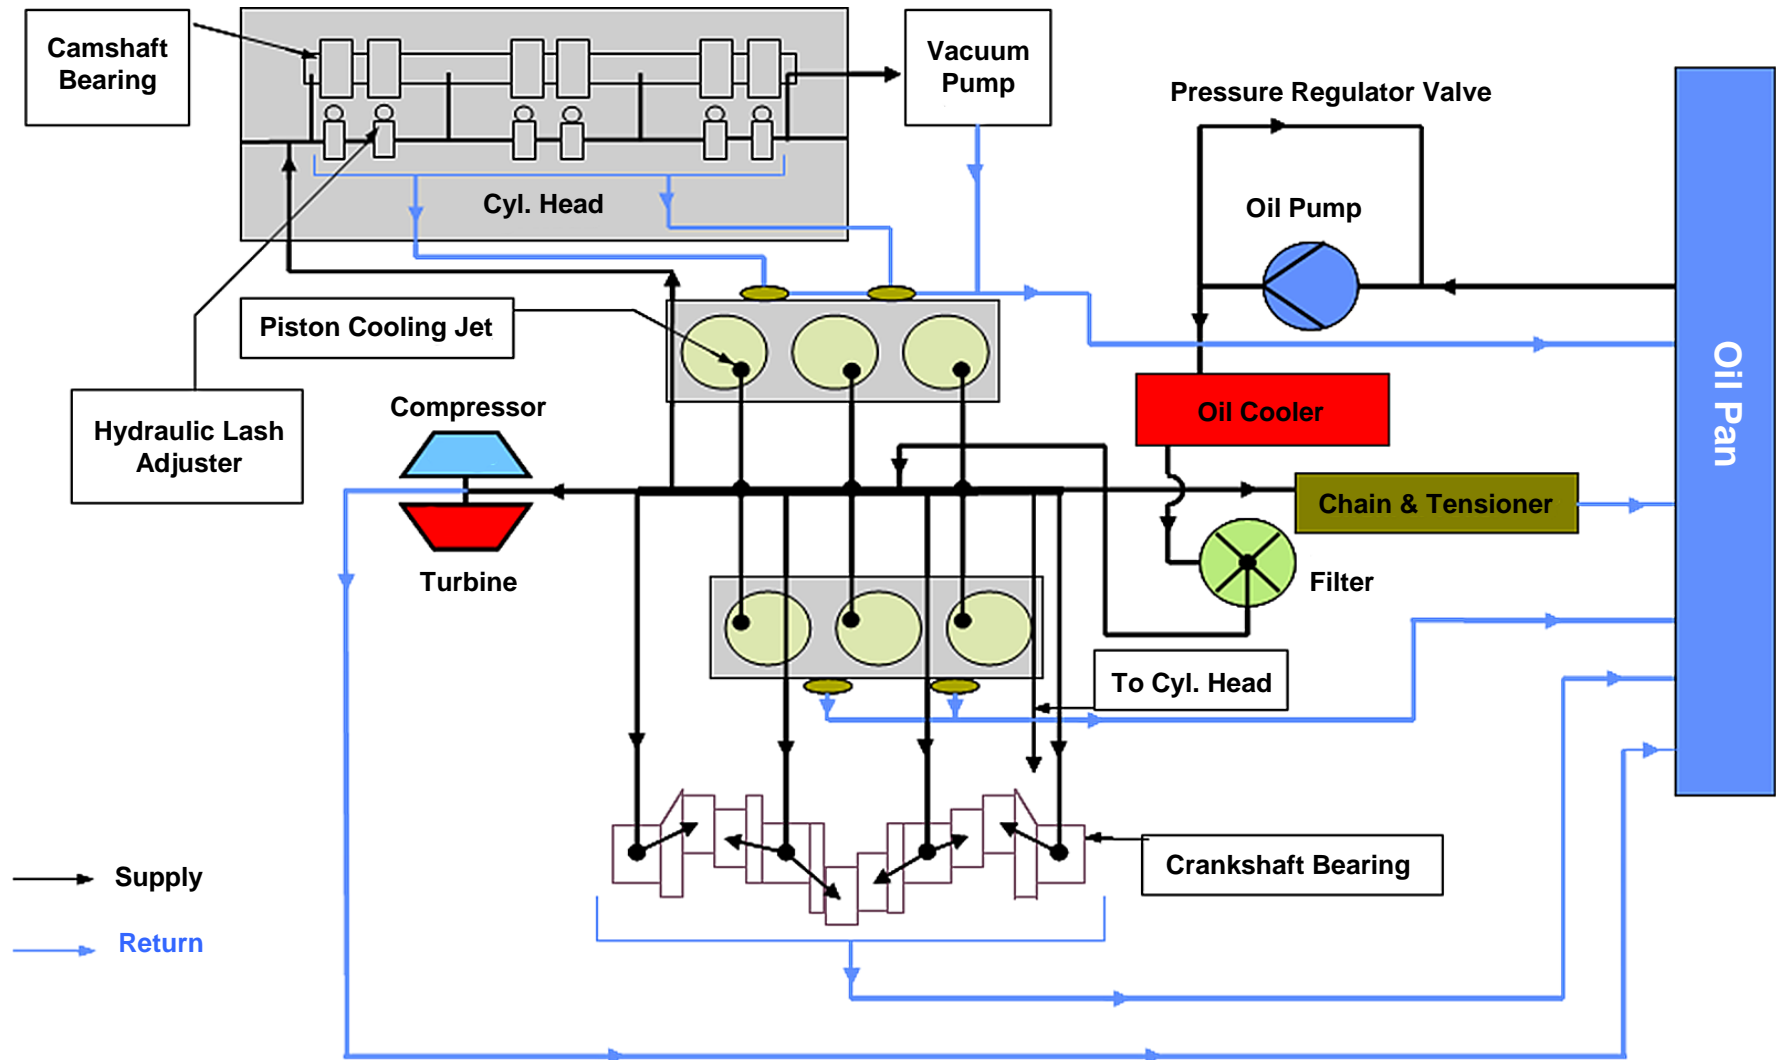 Camshaft
Bearing
Vacuum
Pump
Pressure Regulator Valve
Oil Pump
Cyl. Head
Piston Cooling Jet
Oil Pan
Oil Cooler
Compressor
Hydraulic Lash
Adjuster
Chain & Tensioner
Turbine
Filter
To Cyl. Head
Crankshaft Bearing
Supply
Return